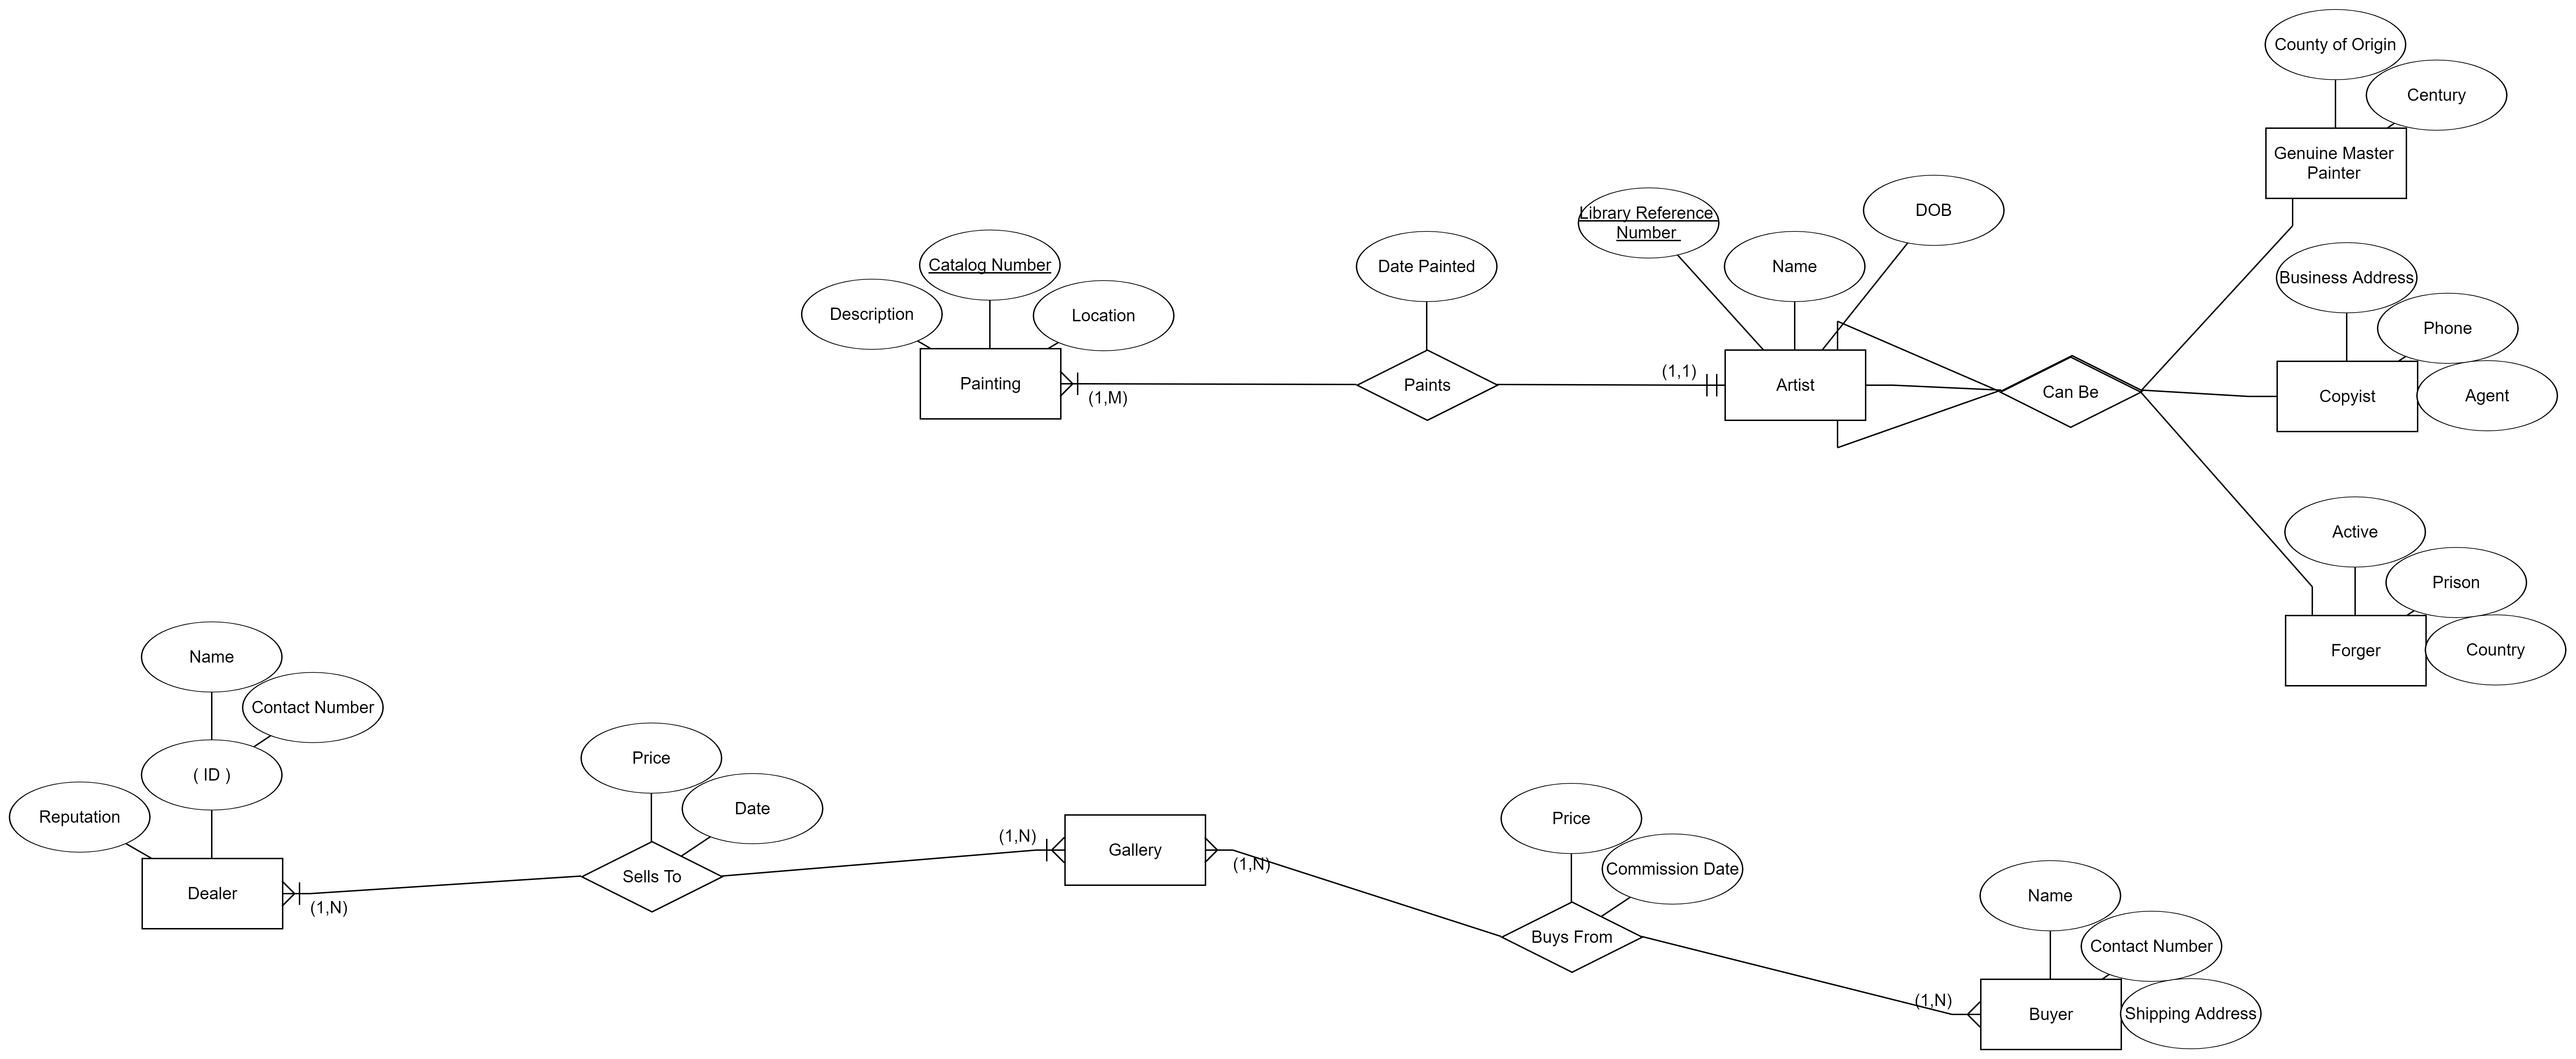 County of Origin
Century
Genuine Master
Painter
Library Reference
Number
DOB
Catalog Number
Date Painted
Name
Business Address
Description
Location
Phone
Painting
(1,M)
Paints
(1,1)
Artist
Can Be
Copyist
Agent
Active
Prison
Forger
Country
Name
Contact Number
( ID )
Reputation
Dealer
(1,N)
Price
Date
Sells To
(1,N)
Gallery
(1,N)
Price
Commission Date
Buys From
(1,N)
Name
Contact Number
Buyer
Shipping Address